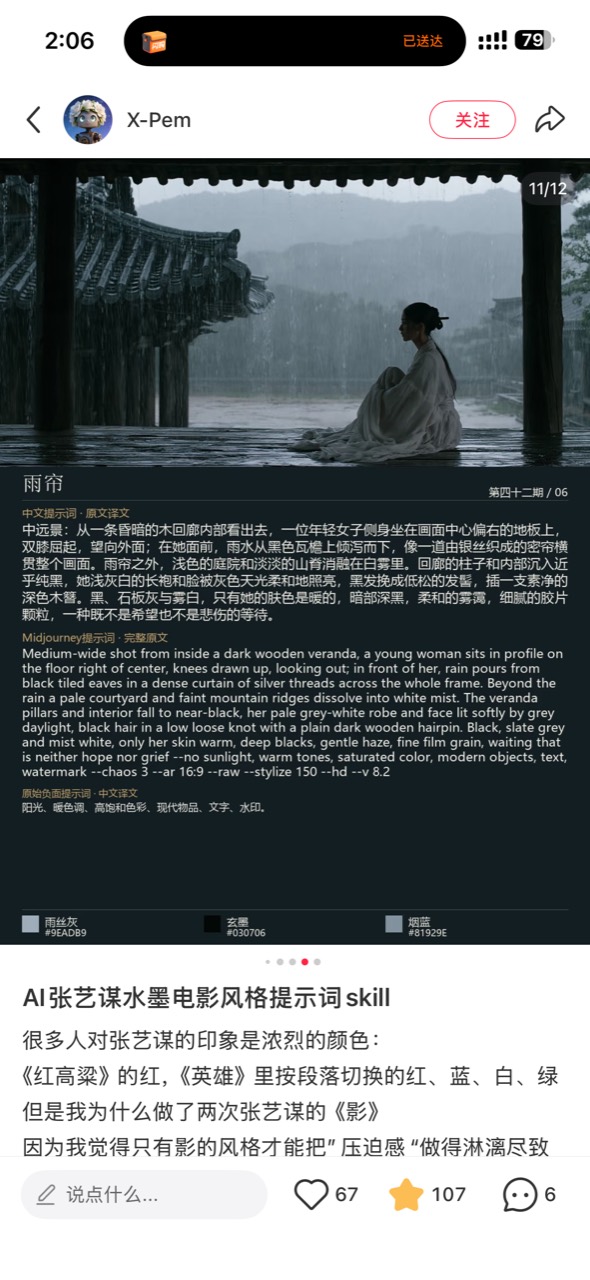 2:06
已送达
79
X-Pem
关注
11/12
雨帘
第四十二期 / 06
中文提示词 · 原文译文
中远景：从一条昏暗的木回廊内部看出去，一位年轻女子侧身坐在画面中心偏右的地板上，
双膝屈起，望向外面；在她面前，雨水从黑色瓦檐上倾泻而下，像一道由银丝织成的密帘横
贯整个画面。雨帘之外，浅色的庭院和淡淡的山脊消融在白雾里。回廊的柱子和内部沉入近
乎纯黑，她浅灰白的长袍和脸被灰色天光柔和地照亮，黑发挽成低松的发髻，插一支素净的
深色木簪。黑、石板灰与雾白，只有她的肤色是暖的，暗部深黑，柔和的雾霭，细腻的胶片
颗粒，一种既不是希望也不是悲伤的等待。
Midjourney提示词 · 完整原文
Medium-wide shot from inside a dark wooden veranda, a young woman sits in profile on
the floor right of center, knees drawn up, looking out; in front of her, rain pours from
black tiled eaves in a dense curtain of silver threads across the whole frame. Beyond the
rain a pale courtyard and faint mountain ridges dissolve into white mist. The veranda
pillars and interior fall to near-black, her pale grey-white robe and face lit softly by grey
daylight, black hair in a low loose knot with a plain dark wooden hairpin. Black, slate grey
and mist white, only her skin warm, deep blacks, gentle haze, fine film grain, waiting that
is neither hope nor grief --no sunlight, warm tones, saturated color, modern objects, text,
watermark --chaos 3 --ar 16:9 --raw --stylize 150 --hd --v 8.2
原始负面提示词 · 中文译文
阳光、暖色调、高饱和色彩、现代物品、文字、水印。
雨丝灰
#9EADB9
玄墨
#030706
烟蓝
#81929E
AI张艺谋水墨电影风格提示词skill
很多人对张艺谋的印象是浓烈的颜色：
《红高粱》的红，《英雄》里按段落切换的红、蓝、白、绿
但是我为什么做了两次张艺谋的《影》
因为我觉得只有影的风格才能把” 压迫感 “做得淋漓尽致
说点什么...
67
107
6